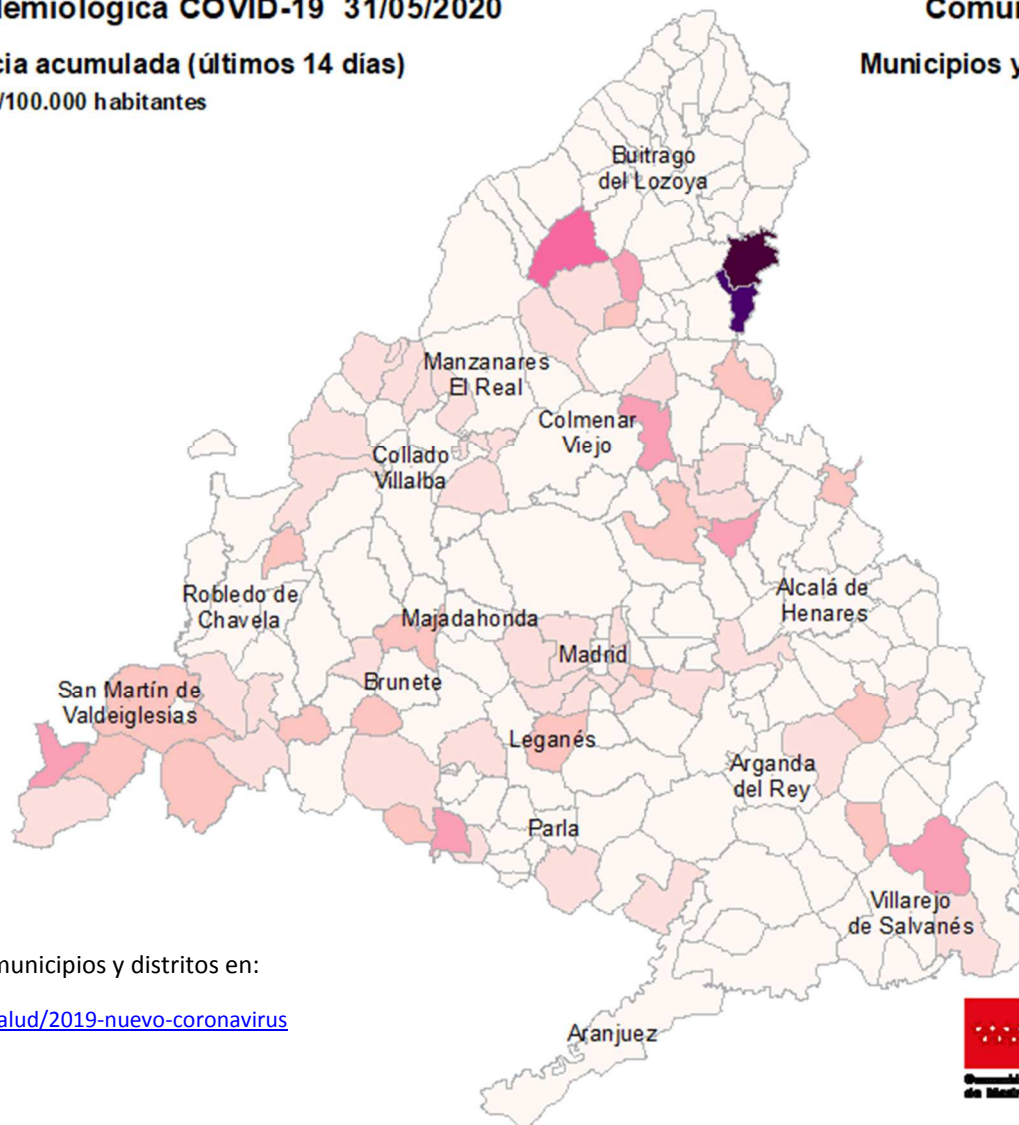 demiológica COVID-19 31/05/2020
Comun
cia acumulada (últimos 14 días)
Municipios y
/100.000 habitantes
Buitrago
del Lozoya
Manzanares
El Real
Colmenar
Viejo
Collado
Villalba
Robledo de
Chavela
Alcalá de
Henares
Majadahonda
Madrid
San Martín de
Valdeiglesias
Brunete
Leganés
Arganda
del Rey
Parla
Villarejo
de Salvanés
municipios y distritos en:
alud/2019-nuevo-coronavirus
Aranjuez